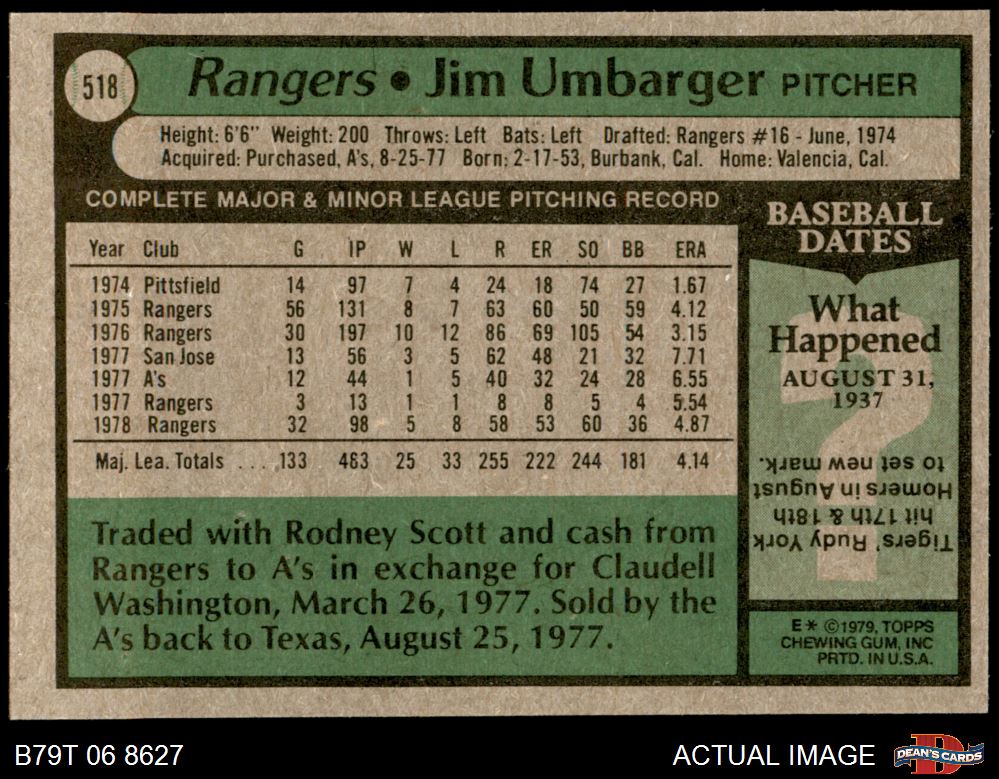 518
Rangers • Jim Umbarger PITCHER
Height: 6'6" Weight: 200 Throws: Left Bats: Left Drafted: Rangers #16 - June, 1974
Acquired: Purchased, A's, 8-25-77 Born: 2-17-53, Burbank, Cal. Home: Valencia, Cal.
COMPLETE MAJOR & MINOR LEAGUE PITCHING RECORD
Year Club G IP W L R ER SO BB ERA
1974 Pittsfield 14 97 7 4 24 18 74 27 1.67
1975 Rangers 56 131 8 7 63 60 50 59 4.12
1976 Rangers 30 197 10 12 86 69 105 54 3.15
1977 San Jose 13 56 3 5 62 48 21 32 7.71
1977 A's 12 44 1 5 40 32 24 28 6.55
1977 Rangers 3 13 1 1 8 8 5 4 5.54
1978 Rangers 32 98 5 8 58 53 60 36 4.87
Maj. Lea. Totals . . . . 133 463 25 33 255 222 244 181 4.14
Traded with Rodney Scott and cash from
Rangers to A's in exchange for Claudell
Washington, March 26, 1977. Sold by the
A's back to Texas, August 25, 1977.
BASEBALL
DATES
What
Happened
AUGUST 31,
1937
Tigers' Rudy York
hit 17th & 18th
Homers in August
to set new mark.
E* ©1979, TOPPS
CHEWING GUM, INC
PRTD. IN U.S.A.
B79T 06 8627
ACTUAL IMAGE
DEAN'S CARDS